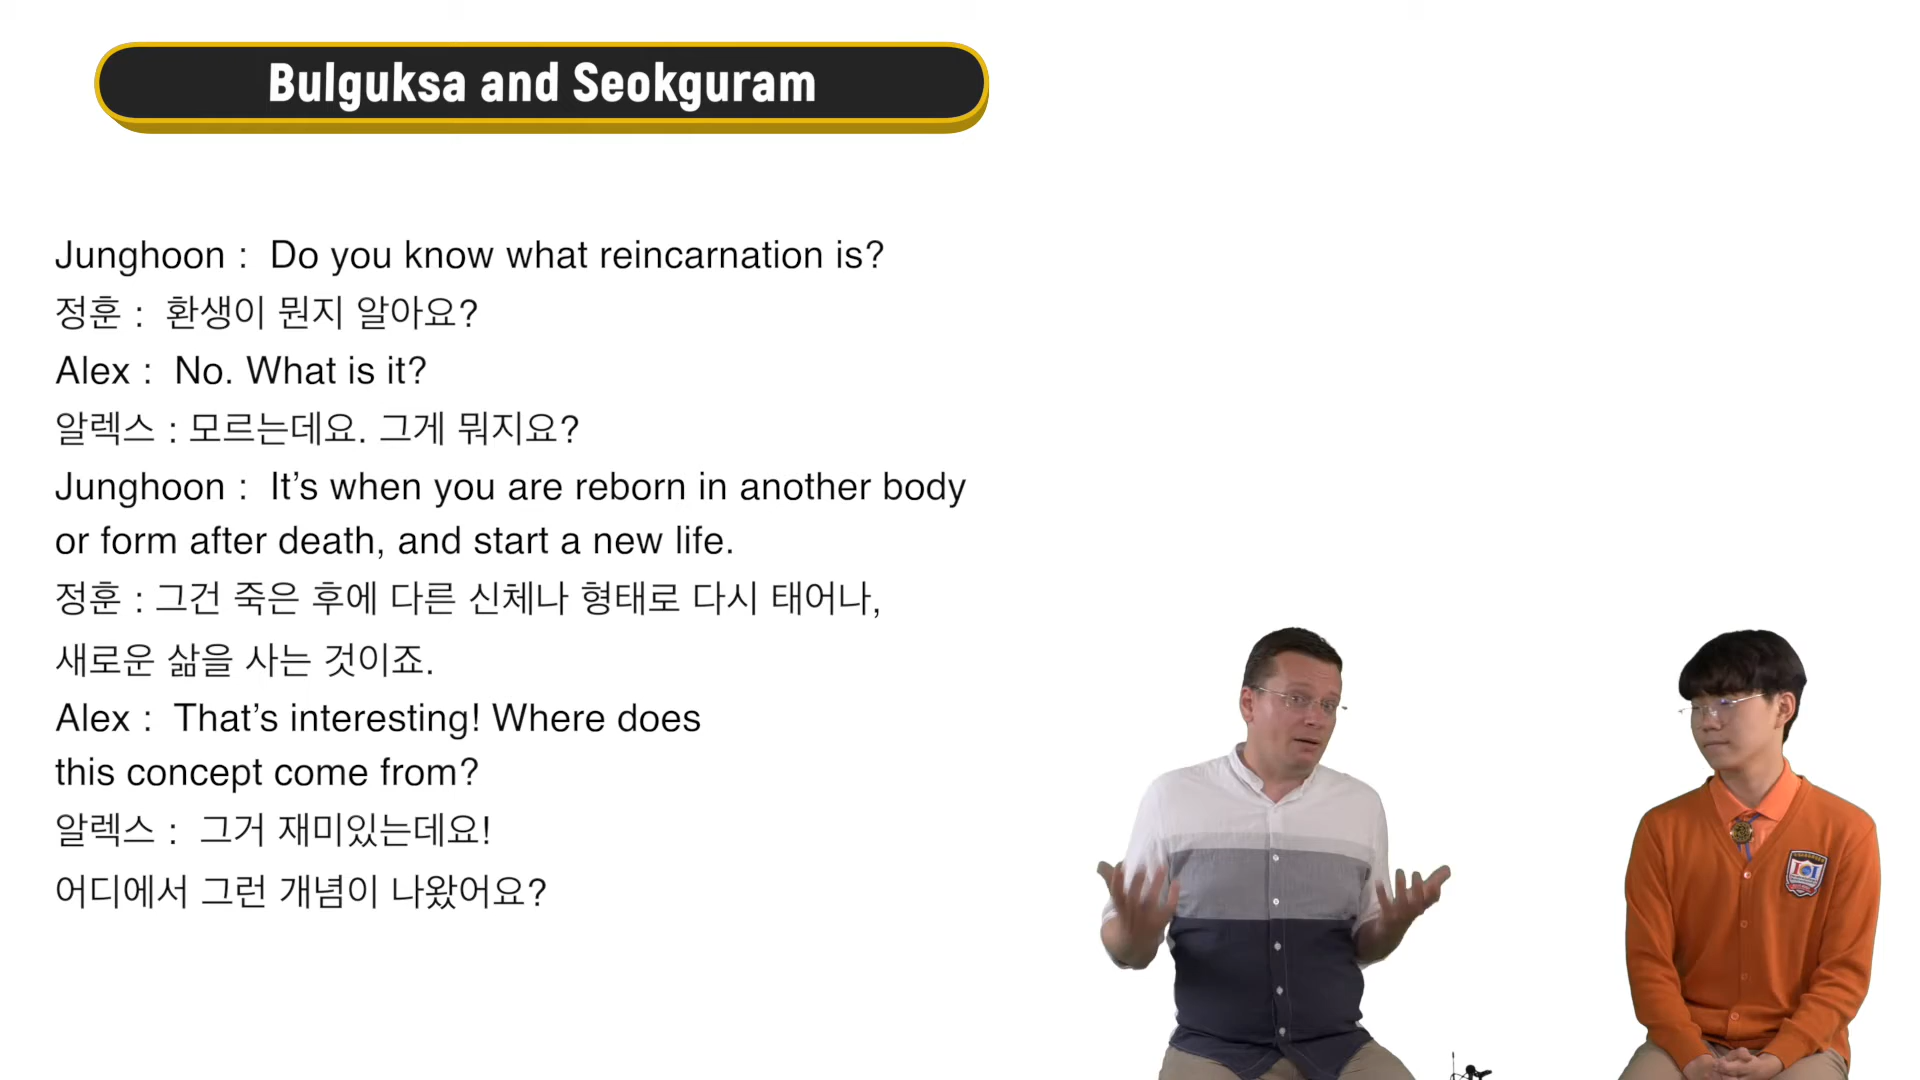 Bulguksa and Seokguram
Junghoon :  Do you know what reincarnation is?
정훈 :  환생이 뭔지 알아요?
Alex :  No. What is it?
알렉스 : 모르는데요. 그게 뭐지요?
Junghoon :  It’s when you are reborn in another body
or form after death, and start a new life.
정훈 : 그건 죽은 후에 다른 신체나 형태로 다시 태어나,
새로운 삶을 사는 것이죠.
Alex :  That’s interesting! Where does
this concept come from?
알렉스 :  그거 재미있는데요!
어디에서 그런 개념이 나왔어요?